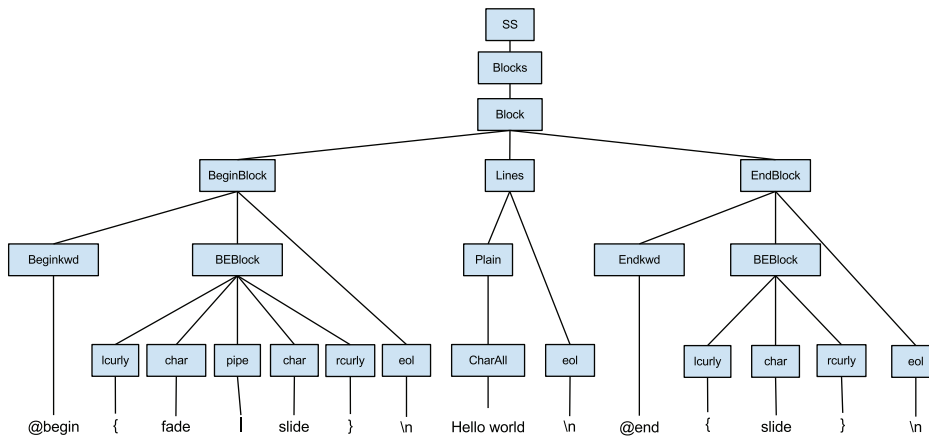 SS
Blocks
Block
BeginBlock Lines EndBlock
Beginkwd BEBlock Plain Endkwd BEBlock
lcurly char pipe char rcurly eol CharAll eol lcurly char rcurly eol
@begin { fade | slide } \n Hello world \n @end { slide } \n